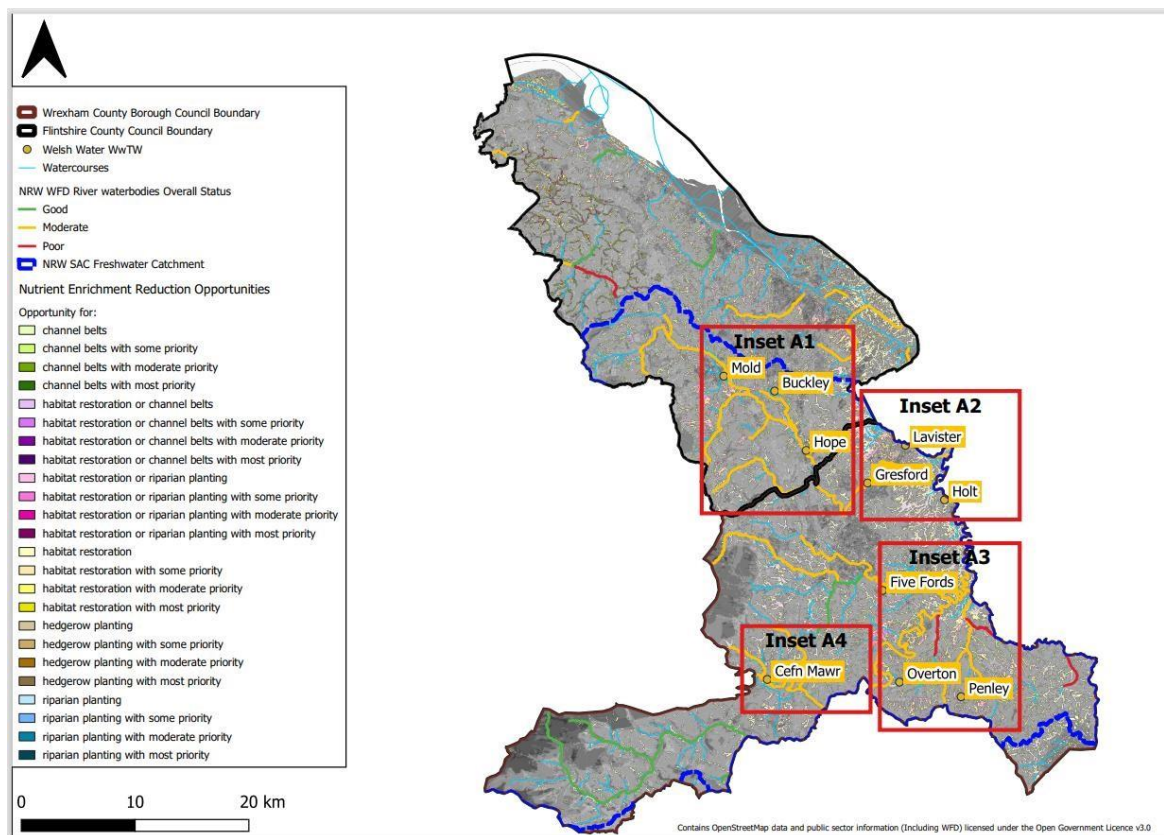 Wrexham County Borough Council Boundary
Flintshire County Council Boundary
Welsh Water WwTW
Watercourses
NRW WFD River waterbodies Overall Status
Good
Moderate
Poor
NRW SAC Freshwater Catchment
Nutrient Enrichment Reduction Opportunities
Opportunity for:
channel belts
channel belts with some priority
channel belts with moderate priority
channel belts with most priority
habitat restoration or channel belts
habitat restoration or channel belts with some priority
habitat restoration or channel belts with moderate priority
habitat restoration or channel belts with most priority
habitat restoration or riparian planting
habitat restoration or riparian planting with some priority
habitat restoration or riparian planting with moderate priority
habitat restoration or riparian planting with most priority
habitat restoration
habitat restoration with some priority
habitat restoration with moderate priority
habitat restoration with most priority
hedgerow planting
hedgerow planting with some priority
hedgerow planting with moderate priority
hedgerow planting with most priority
riparian planting
riparian planting with some priority
riparian planting with moderate priority
riparian planting with most priority
0 10 20 km
Inset A1
Mold
Buckley
Hope
Inset A2
Lavister
Gresford
Holt
Inset A3
Five Fords
Overton
Penley
Inset A4
Cefn Mawr
Contains OpenStreetMap data and public sector information (Including WFD) licensed under the Open Government Licence v3.0